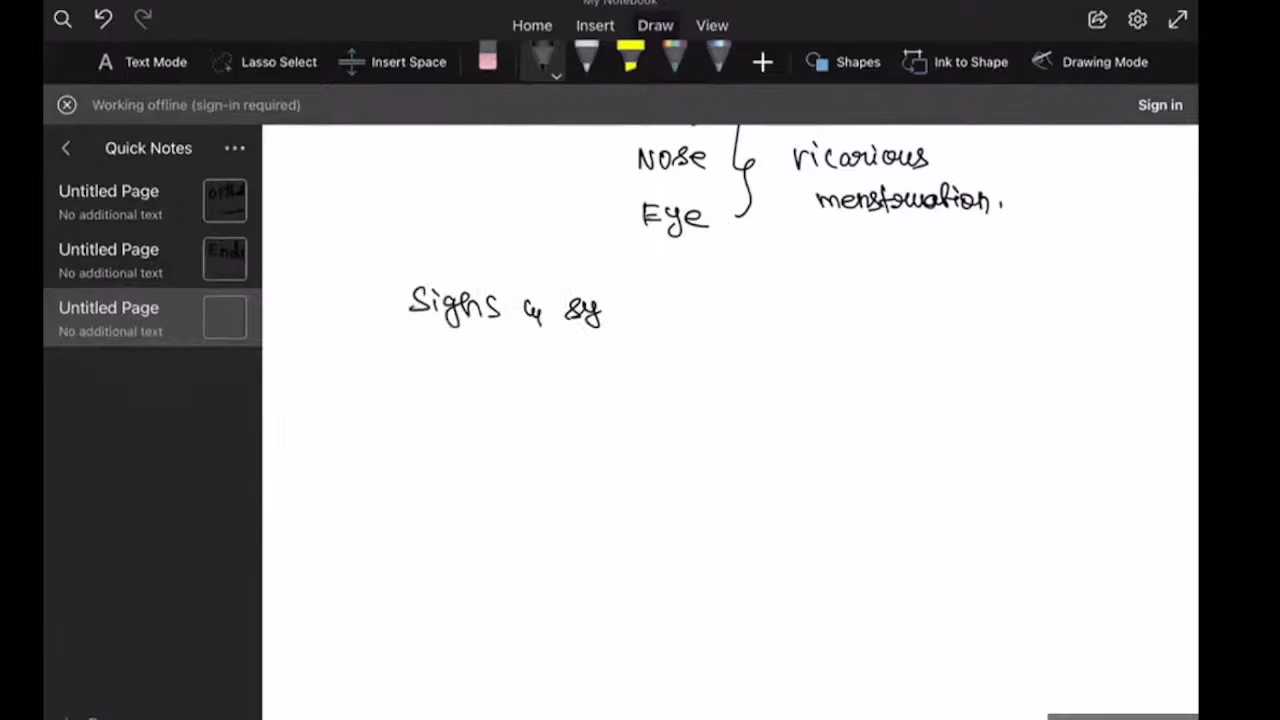 My Notebook
Home Insert Draw View
Text Mode Lasso Select Insert Space Shapes Ink to Shape Drawing Mode
Working offline (sign-in required) Sign in
Quick Notes
Untitled Page
No additional text
Untitled Page
No additional text
Untitled Page
No additional text
Nose
Eye
vicarious
menstruation.
Signs & sy